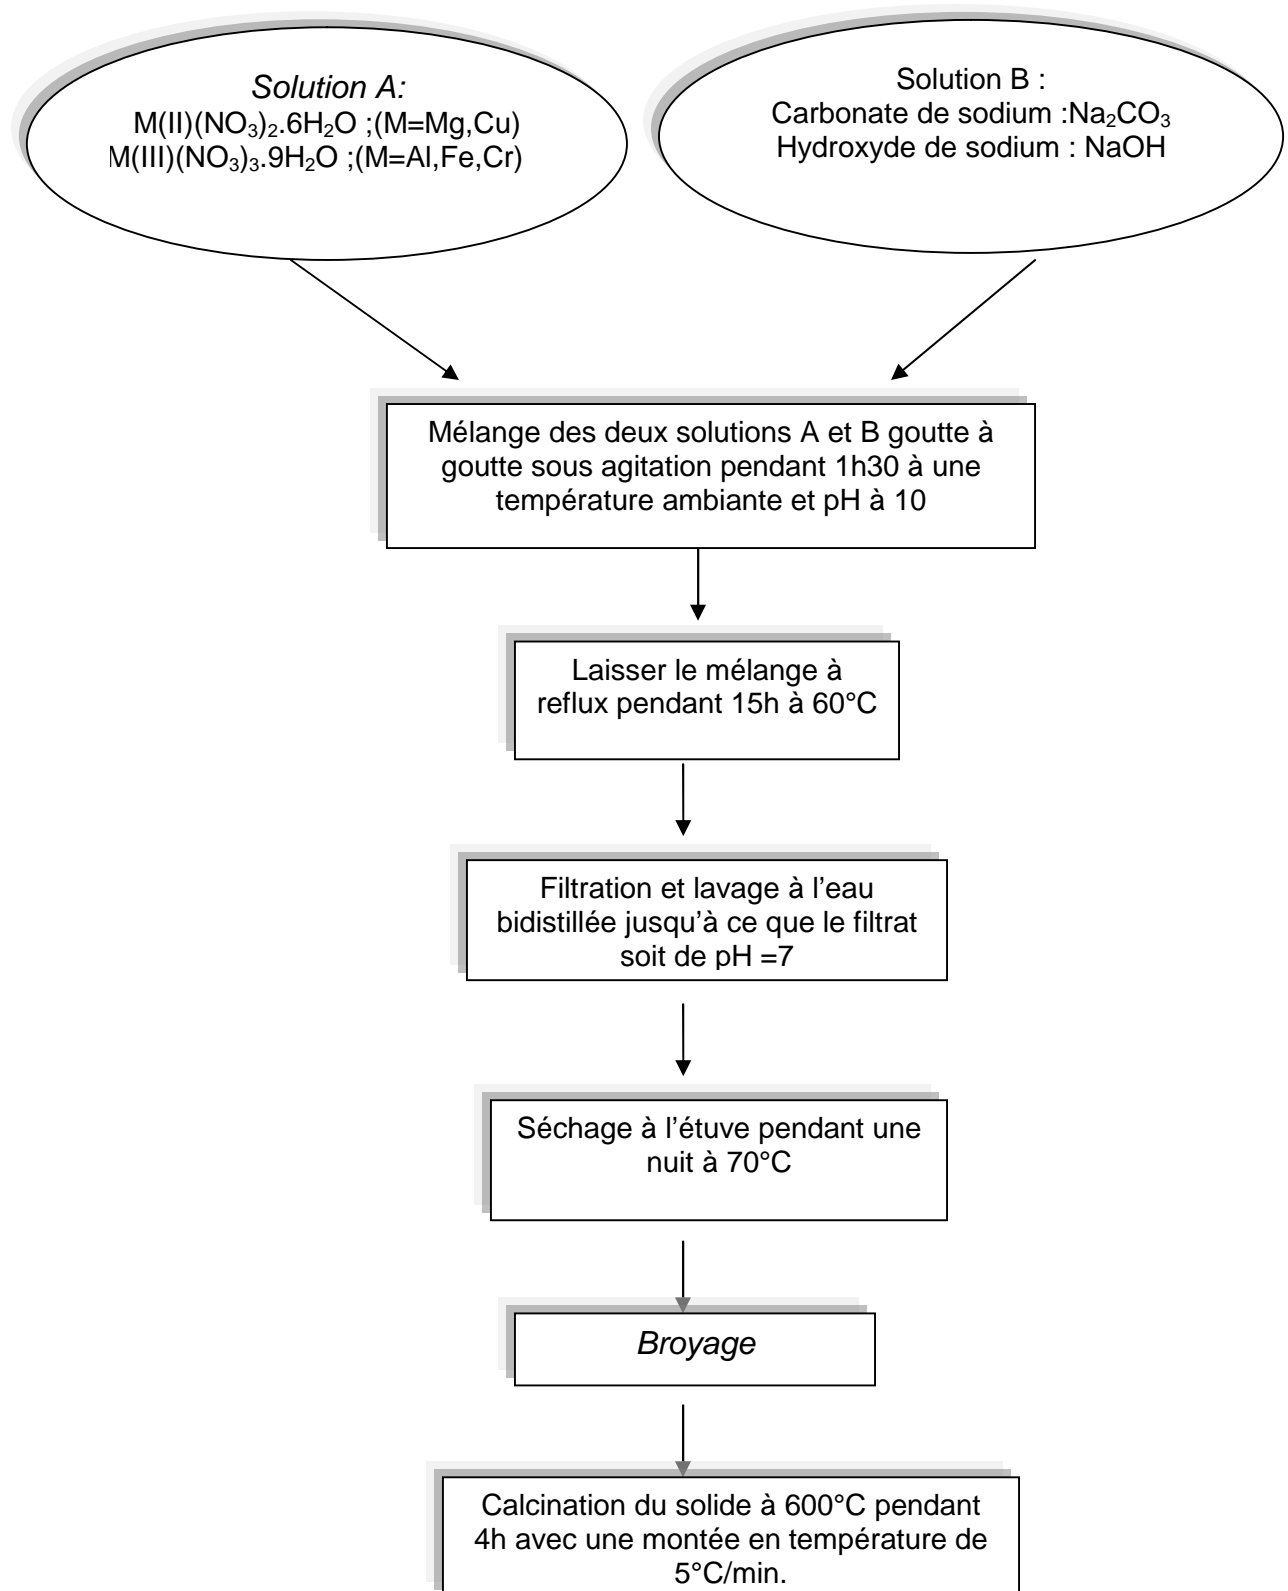 Solution A:
M(II)(NO₃)₂.6H₂O ;(M=Mg,Cu)
M(III)(NO₃)₃.9H₂O ;(M=Al,Fe,Cr)
Solution B :
Carbonate de sodium :Na₂CO₃
Hydroxyde de sodium : NaOH
Mélange des deux solutions A et B goutte à
goutte sous agitation pendant 1h30 à une
température ambiante et pH à 10
Laisser le mélange à
reflux pendant 15h à 60°C
Filtration et lavage à l’eau
bidistillée jusqu’à ce que le filtrat
soit de pH =7
Séchage à l’étuve pendant une
nuit à 70°C
Broyage
Calcination du solide à 600°C pendant
4h avec une montée en température de
5°C/min.